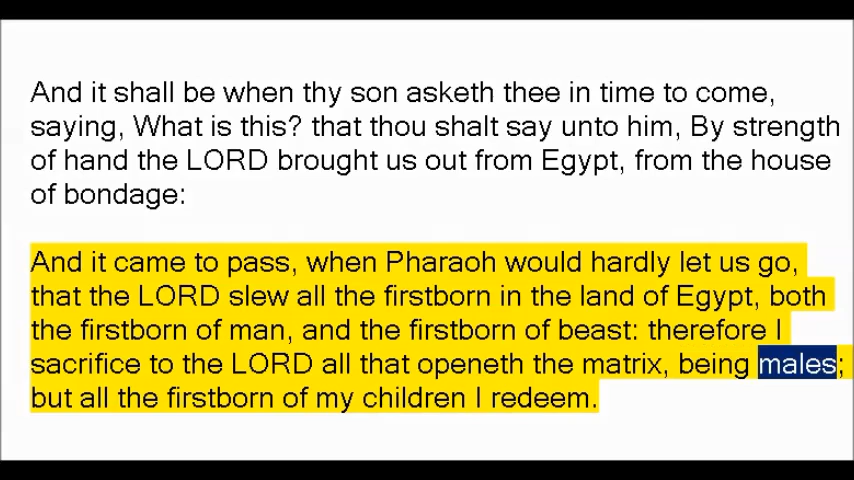 And it shall be when thy son asketh thee in time to come,
saying, What is this? that thou shalt say unto him, By strength
of hand the LORD brought us out from Egypt, from the house
of bondage:
And it came to pass, when Pharaoh would hardly let us go,
that the LORD slew all the firstborn in the land of Egypt, both
the firstborn of man, and the firstborn of beast: therefore I
sacrifice to the LORD all that openeth the matrix, being males;
but all the firstborn of my children I redeem.